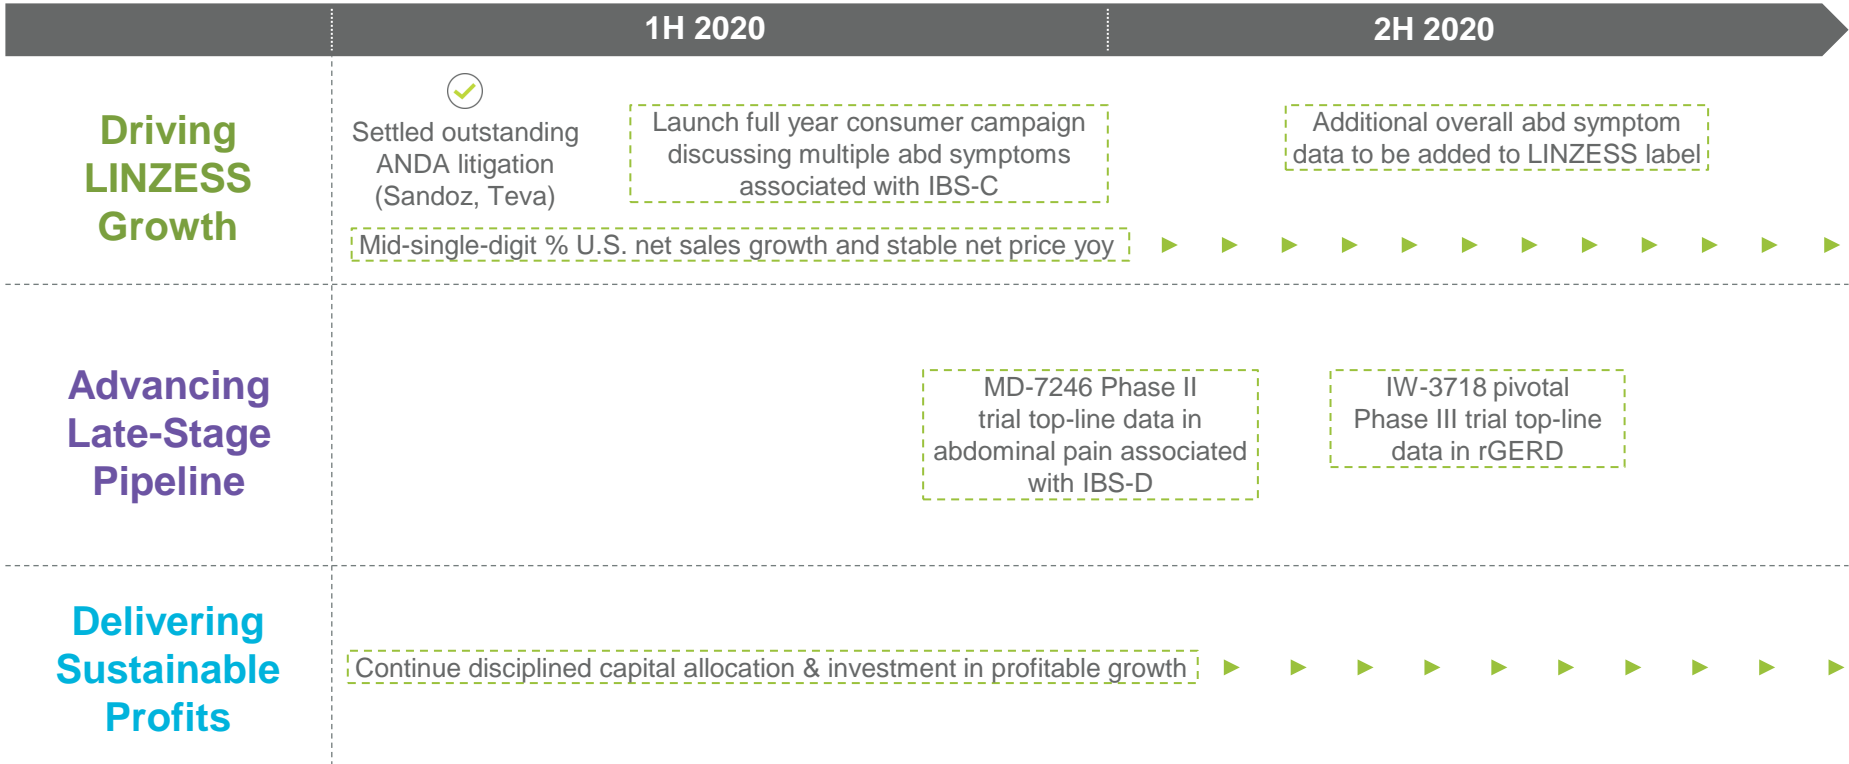 1H 2020
2H 2020
Driving
LINZESS
Growth
Settled outstanding
ANDA litigation
(Sandoz, Teva)
Launch full year consumer campaign
discussing multiple abd symptoms
associated with IBS-C
Additional overall abd symptom
data to be added to LINZESS label
Mid-single-digit % U.S. net sales growth and stable net price yoy
Advancing
Late-Stage
Pipeline
MD-7246 Phase II
trial top-line data in
abdominal pain associated
with IBS-D
IW-3718 pivotal
Phase III trial top-line
data in rGERD
Delivering
Sustainable
Profits
Continue disciplined capital allocation & investment in profitable growth